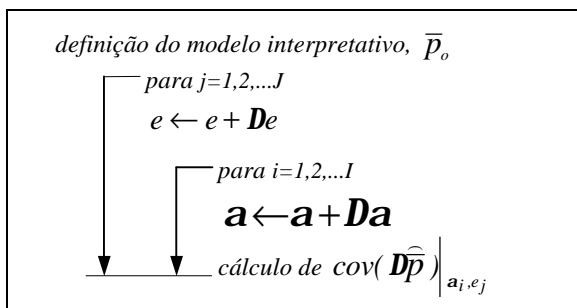 definição do modelo interpretativo, p̅ₒ
para j=1,2,...J
e ← e + De
para i=1,2,...I
a ← a + Da
cálculo de cov( Dp̅̂ )|ₐᵢ,ₑⱼ